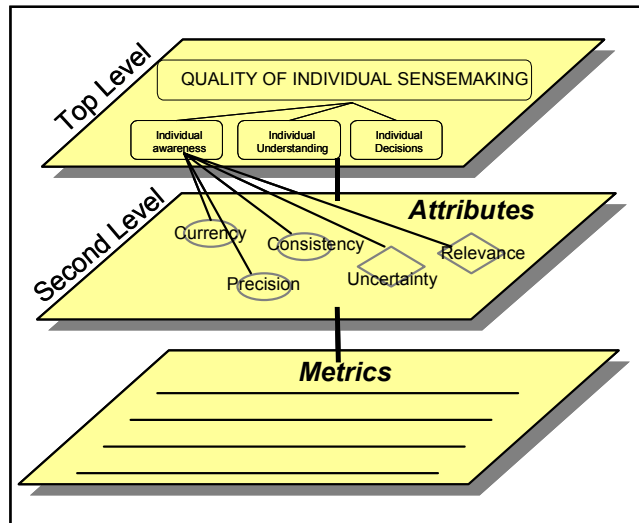 Top Level
QUALITY OF INDIVIDUAL SENSEMAKING
Individual
awareness
Individual
Understanding
Individual
Decisions
Second Level
Attributes
Currency
Consistency
Relevance
Precision
Uncertainty
Metrics